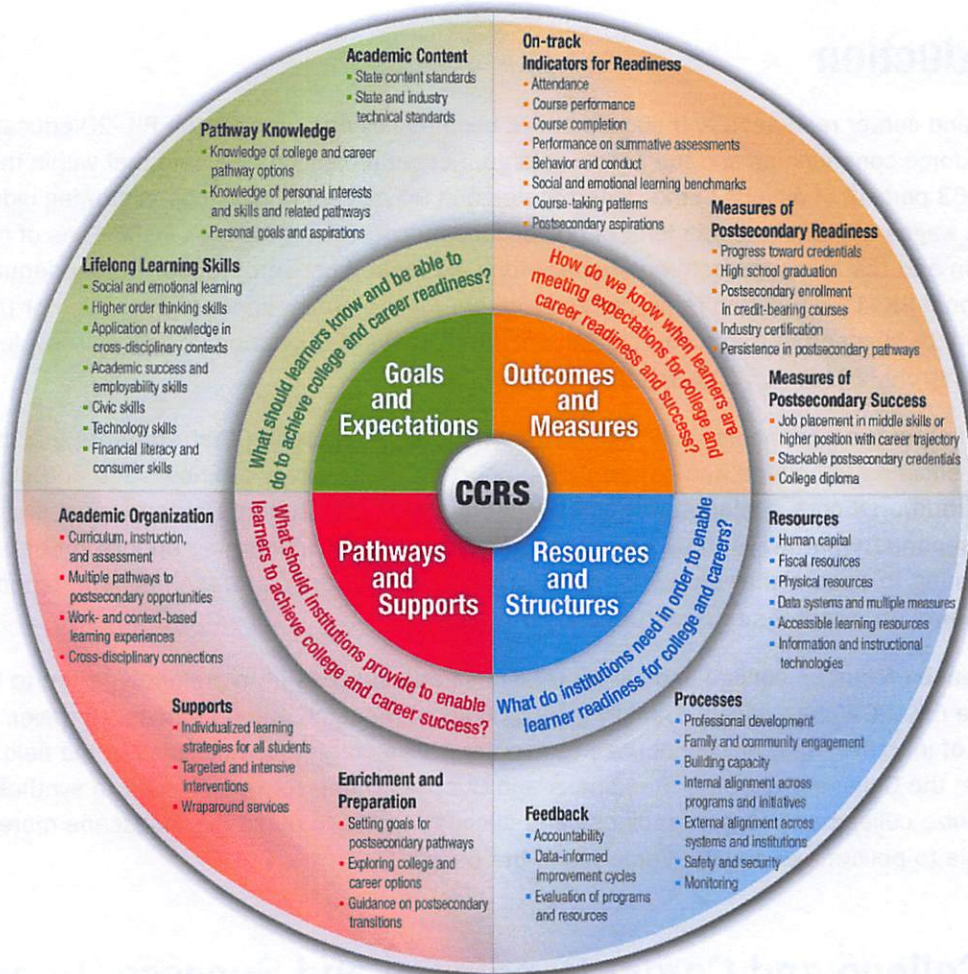 Academic Content
▪ State content standards
▪ State and industry
technical standards
Pathway Knowledge
▪ Knowledge of college and career
pathway options
▪ Knowledge of personal interests
and skills and related pathways
▪ Personal goals and aspirations
Lifelong Learning Skills
▪ Social and emotional learning
▪ Higher order thinking skills
▪ Application of knowledge in
cross-disciplinary contexts
▪ Academic success and
employability skills
▪ Civic skills
▪ Technology skills
▪ Financial literacy and
consumer skills
On-track
Indicators for Readiness
▪ Attendance
▪ Course performance
▪ Course completion
▪ Performance on summative assessments
▪ Behavior and conduct
▪ Social and emotional learning benchmarks
▪ Course-taking patterns
▪ Postsecondary aspirations
Measures of
Postsecondary Readiness
▪ Progress toward credentials
▪ High school graduation
▪ Postsecondary enrollment
in credit-bearing courses
▪ Industry certification
▪ Persistence in postsecondary pathways
Measures of
Postsecondary Success
▪ Job placement in middle skills or
higher position with career trajectory
▪ Stackable postsecondary credentials
▪ College diploma
What should learners know and be able to
do to achieve college and career readiness?
How do we know when learners are
meeting expectations for college and
career readiness and success?
Goals
and
Expectations
Outcomes
and
Measures
CCRS
Pathways
and
Supports
Resources
and
Structures
What should institutions provide to enable
learners to achieve college and career success?
What do institutions need in order to enable
learner readiness for college and careers?
Academic Organization
▪ Curriculum, instruction,
and assessment
▪ Multiple pathways to
postsecondary opportunities
▪ Work- and context-based
learning experiences
▪ Cross-disciplinary connections
Supports
▪ Individualized learning
strategies for all students
▪ Targeted and intensive
interventions
▪ Wraparound services
Enrichment and
Preparation
▪ Setting goals for
postsecondary pathways
▪ Exploring college and
career options
▪ Guidance on postsecondary
transitions
Resources
▪ Human capital
▪ Fiscal resources
▪ Physical resources
▪ Data systems and multiple measures
▪ Accessible learning resources
▪ Information and instructional
technologies
Processes
▪ Professional development
▪ Family and community engagement
▪ Building capacity
▪ Internal alignment across
programs and initiatives
▪ External alignment across
systems and institutions
▪ Safety and security
▪ Monitoring
Feedback
▪ Accountability
▪ Data-informed
improvement cycles
▪ Evaluation of programs
and resources